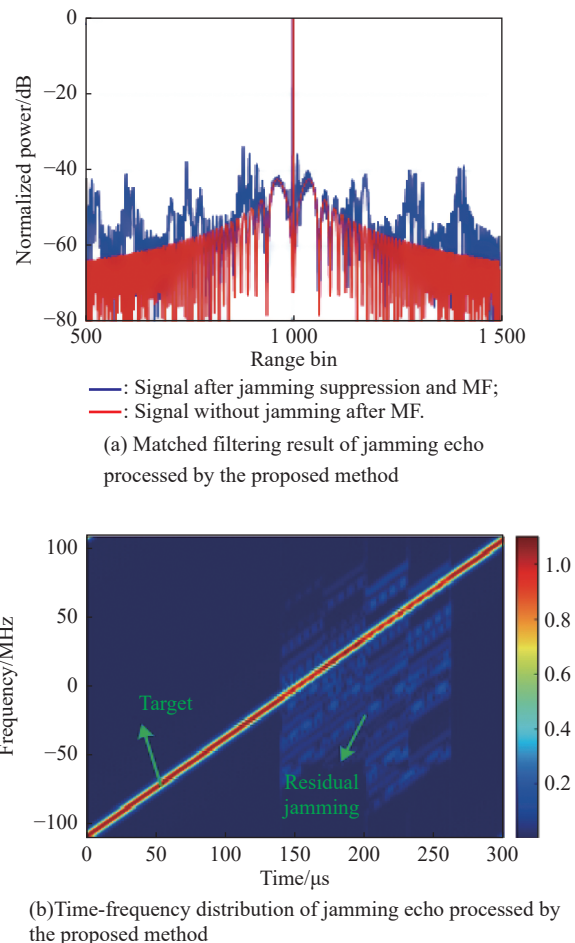 0
−20
−40
−60
−80
Normalized power/dB
500
1 000
1 500
Range bin
: Signal after jamming suppression and MF;
: Signal without jamming after MF.
(a) Matched filtering result of jamming echo
processed by the proposed method
100
50
0
−50
−100
Frequency/MHz
Target
Residual
jamming
1.0
0.8
0.6
0.4
0.2
0
50
100
150
200
250
300
Time/μs
(b)Time-frequency distribution of jamming echo processed by
the proposed method